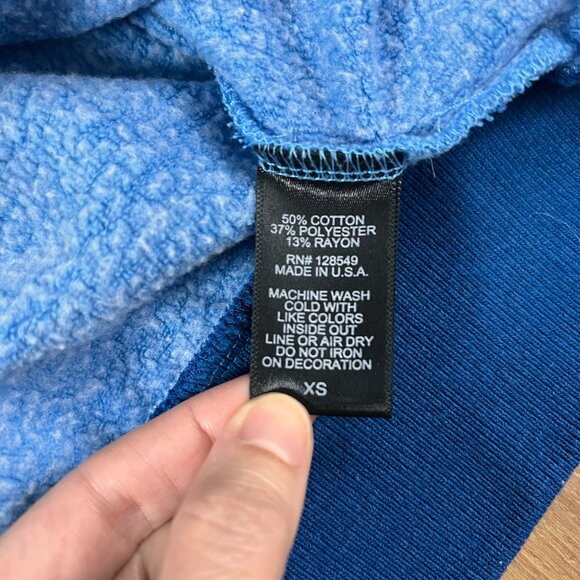 50% COTTON
37% POLYESTER
13% RAYON
RN# 128549
MADE IN U.S.A.
MACHINE WASH
COLD WITH
LIKE COLORS
INSIDE OUT
LINE OR AIR DRY
DO NOT IRON
ON DECORATION
XS